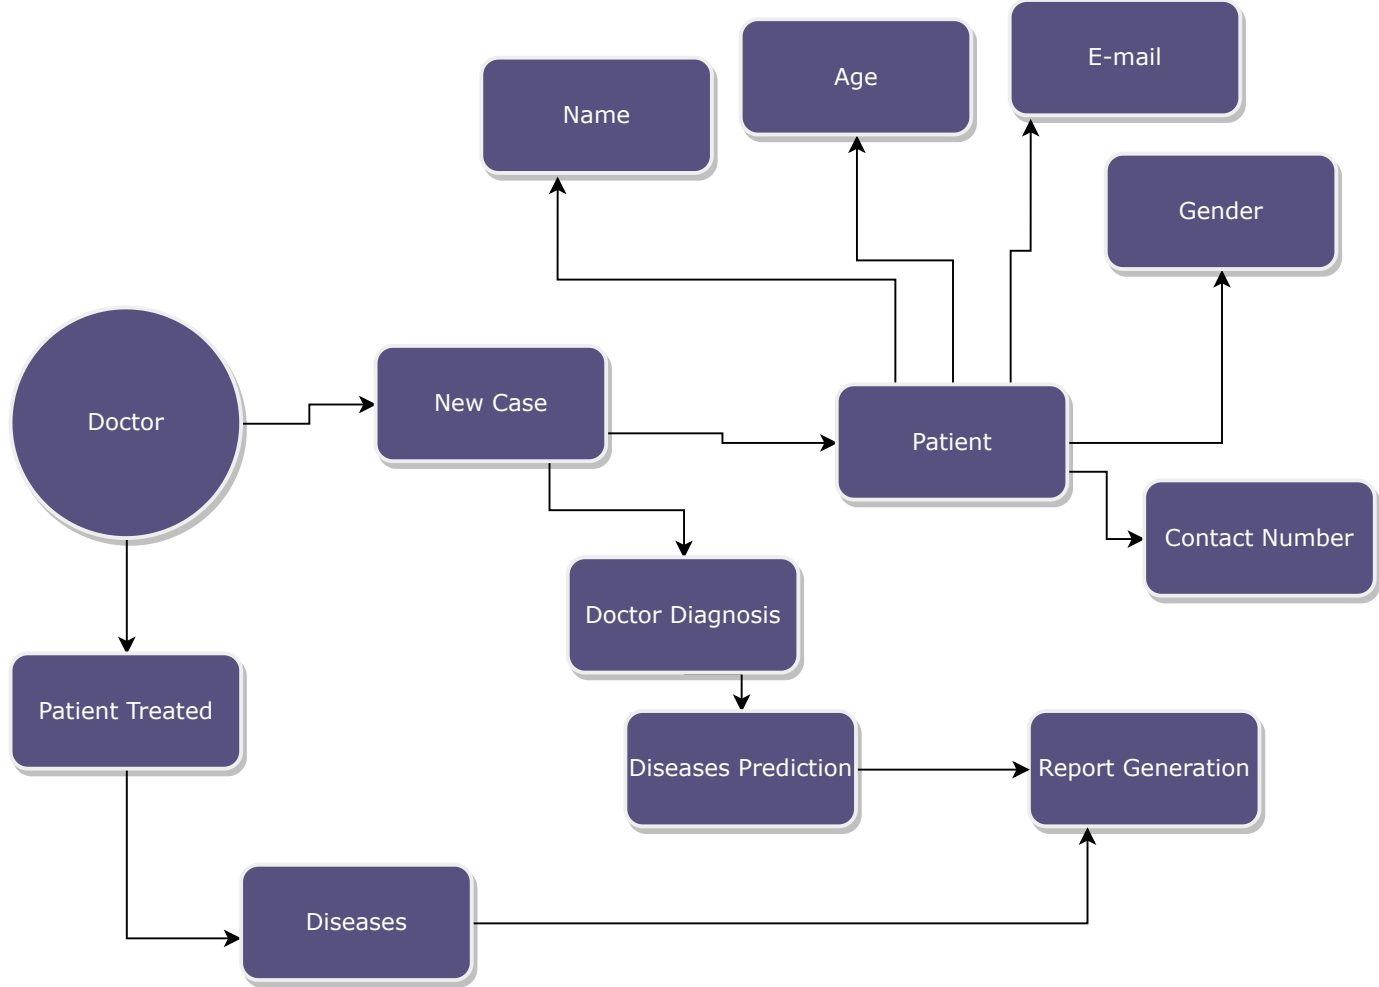 E-mail
Age
Name
Gender
New Case
Doctor
Patient
Contact Number
Doctor Diagnosis
Patient Treated
Diseases Prediction
Report Generation
Diseases